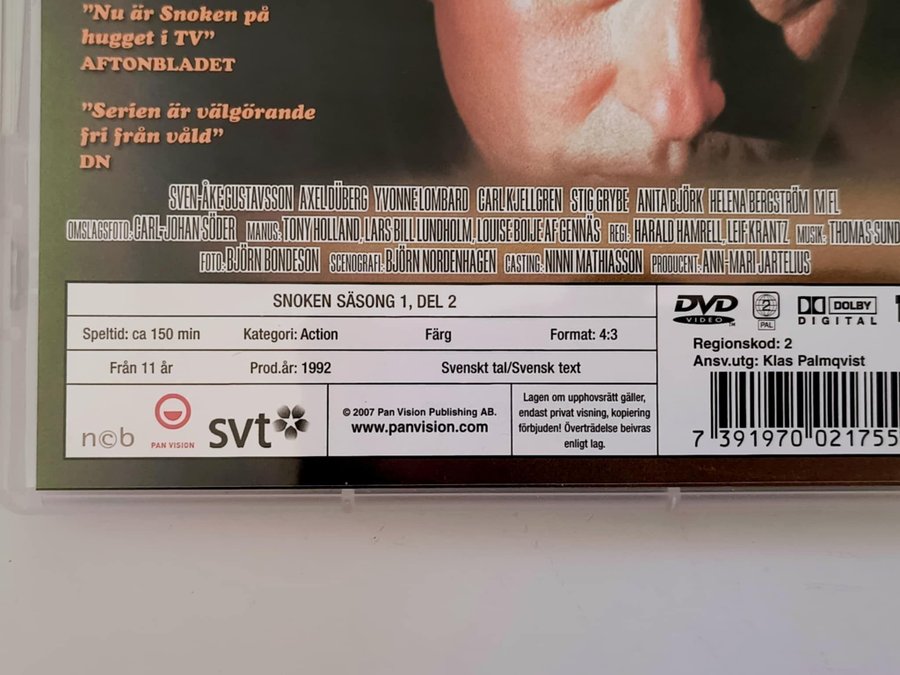 "Nu är Snoken på
hugget i TV"
AFTONBLADET
"Serien är välgörande
fri från våld"
DN
SVEN-ÅKE GUSTAVSSON AXEL DÜBERG YVONNE LOMBARD CARL KJELLGREN STIG GRYBE ANITA BJÖRK HELENA BERGSTRÖM M FL
OMSLAGSFOTO: CARL-JOHAN SÖDER MANUS: TONY HOLLAND, LARS BILL LUNDHOLM, LOUISE BOIJE AF GENNÄS REGI: HARALD HAMRELL, LEIF KRANTZ MUSIK: THOMAS
FOTO: BJÖRN BONDESON SCENOGRAFI: BJÖRN NORDENHAGEN CASTING: NINNI MATHIASSON PRODUCENT: ANN-MARI JARTELIUS
SNOKEN SÄSONG 1, DEL 2
Speltid: ca 150 min Kategori: Action Färg Format: 4:3
Från 11 år Prod.år: 1992 Svenskt tal/Svensk text
n©b PAN VISION svt
© 2007 Pan Vision Publishing AB.
www.panvision.com
Lagen om upphovsrätt gäller,
endast privat visning, kopiering
förbjuden! Överträdelse beivras
enligt lag.
DVD VIDEO TM 2 PAL DOLBY DIGITAL
Regionskod: 2
Ansv.utg: Klas Palmqvist
7 391970 021755